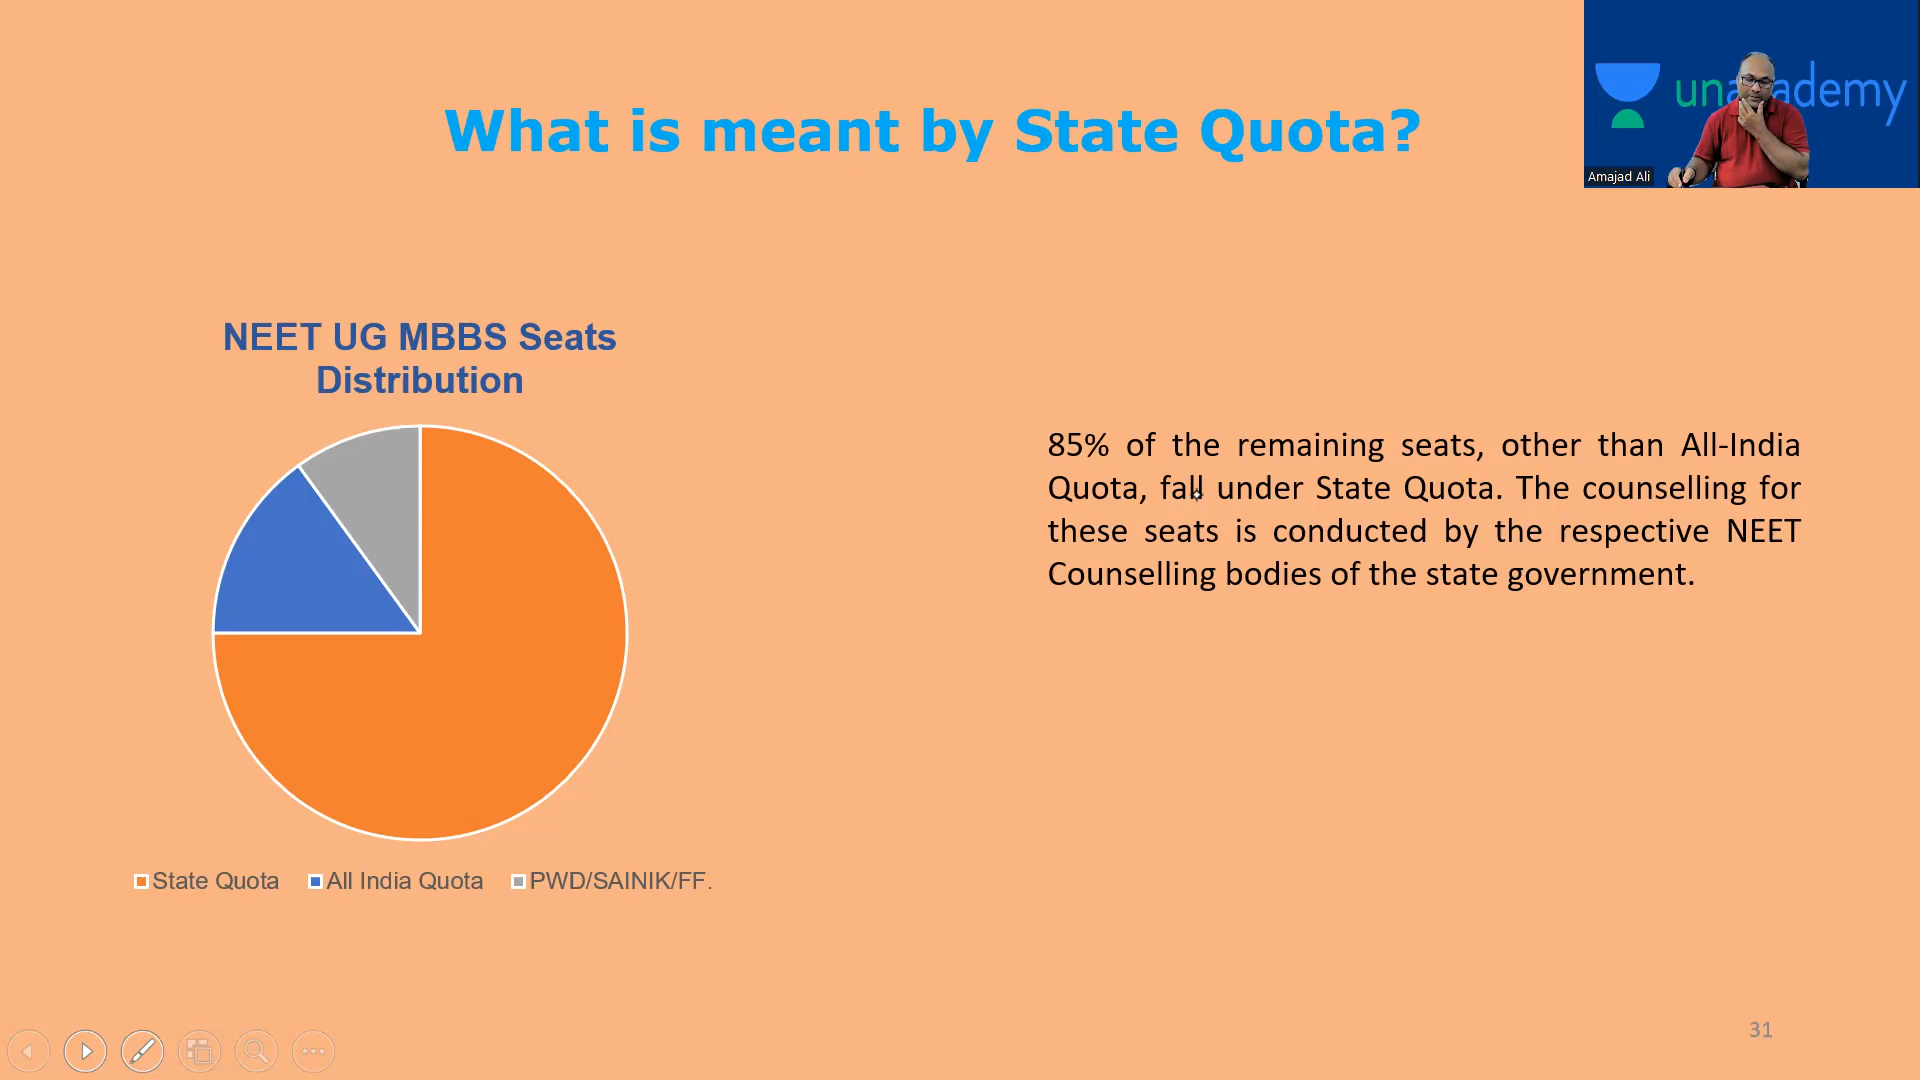 What is meant by State Quota?
unacademy
Amajad Ali
NEET UG MBBS Seats
Distribution
State Quota
All India Quota
PWD/SAINIK/FF.
85% of the remaining seats, other than All-India
Quota, fall under State Quota. The counselling for
these seats is conducted by the respective NEET
Counselling bodies of the state government.
31